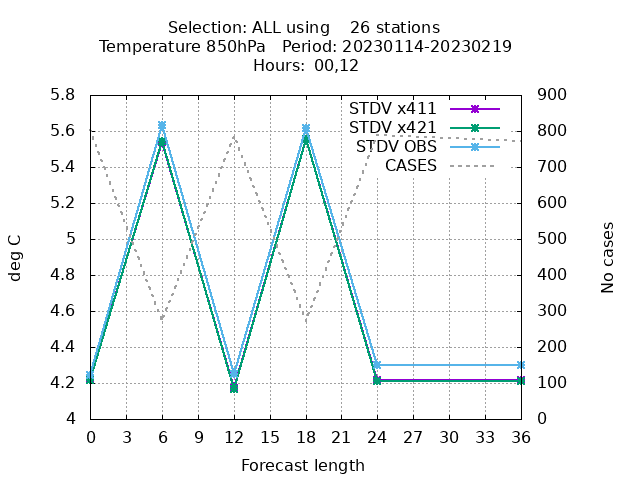 Selection: ALL using    26 stations
Temperature 850hPa   Period: 20230114-20230219
Hours: 00,12
5.8 900
STDV x411
5.6 STDV x421 800
STDV OBS
5.4 CASES 700
5.2 600
5 500
deg C
No cases
4.8 400
4.6 300
4.4 200
4.2 100
4 0
0 3 6 9 12 15 18 21 24 27 30 33 36
Forecast length